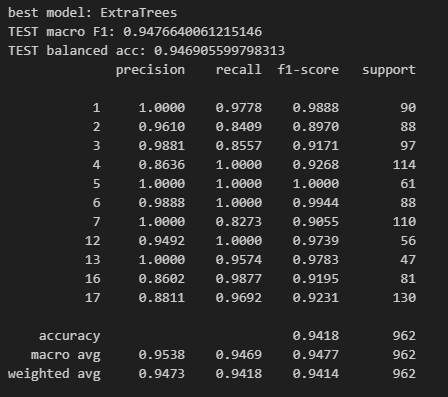 best model: ExtraTrees
TEST macro F1: 0.9476640061215146
TEST balanced acc: 0.946905599798313
precision recall f1-score support
1 1.0000 0.9778 0.9888 90
2 0.9610 0.8409 0.8970 88
3 0.9881 0.8557 0.9171 97
4 0.8636 1.0000 0.9268 114
5 1.0000 1.0000 1.0000 61
6 0.9888 1.0000 0.9944 88
7 1.0000 0.8273 0.9055 110
12 0.9492 1.0000 0.9739 56
13 1.0000 0.9574 0.9783 47
16 0.8602 0.9877 0.9195 81
17 0.8811 0.9692 0.9231 130
accuracy 0.9418 962
macro avg 0.9538 0.9469 0.9477 962
weighted avg 0.9473 0.9418 0.9414 962